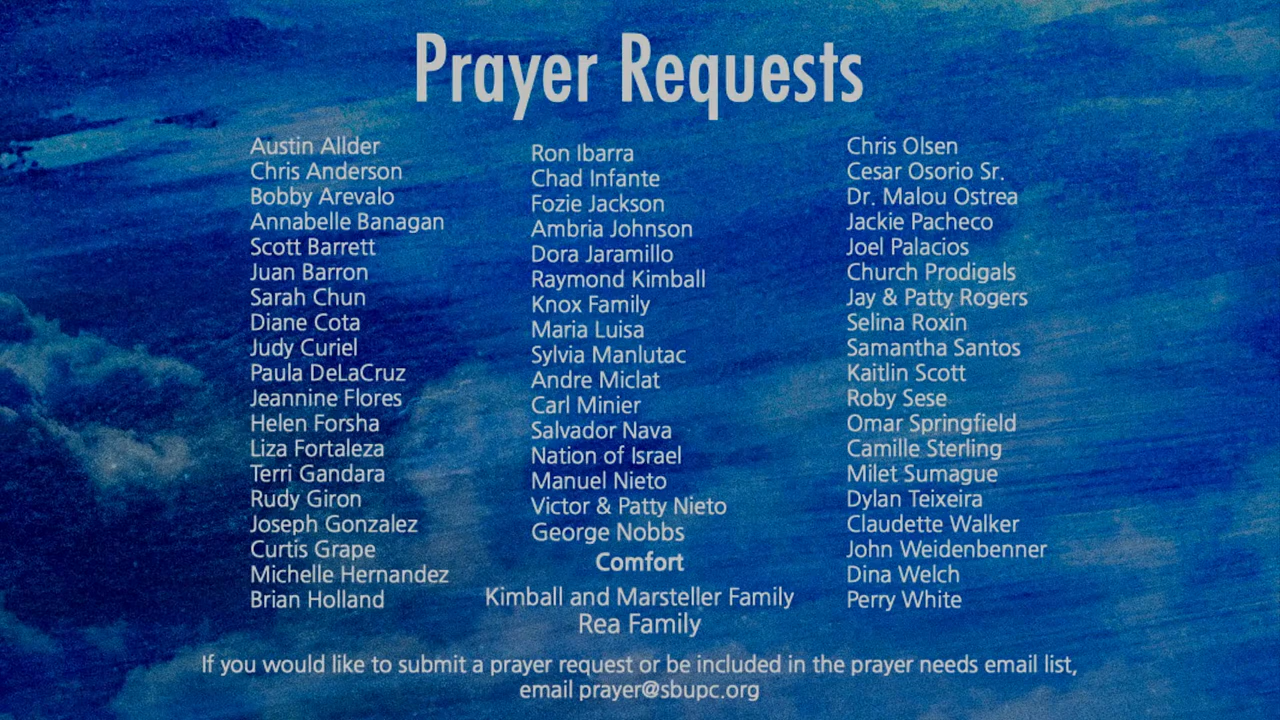 Prayer Requests
Austin Allder
Chris Anderson
Bobby Arevalo
Annabelle Banagan
Scott Barrett
Juan Barron
Sarah Chun
Diane Cota
Judy Curiel
Paula DeLaCruz
Jeannine Flores
Helen Forsha
Liza Fortaleza
Terri Gandara
Rudy Giron
Joseph Gonzalez
Curtis Grape
Michelle Hernandez
Brian Holland
Ron Ibarra
Chad Infante
Fozie Jackson
Ambria Johnson
Dora Jaramillo
Raymond Kimball
Knox Family
Maria Luisa
Sylvia Manlutac
Andre Miclat
Carl Minier
Salvador Nava
Nation of Israel
Manuel Nieto
Victor & Patty Nieto
George Nobbs
Comfort
Kimball and Marsteller Family
Rea Family
Chris Olsen
Cesar Osorio Sr.
Dr. Malou Ostrea
Jackie Pacheco
Joel Palacios
Church Prodigals
Jay & Patty Rogers
Selina Roxin
Samantha Santos
Kaitlin Scott
Roby Sese
Omar Springfield
Camille Sterling
Milet Sumague
Dylan Teixeira
Claudette Walker
John Weidenbenner
Dina Welch
Perry White
If you would like to submit a prayer request or be included in the prayer needs email list,
email prayer@sbupc.org